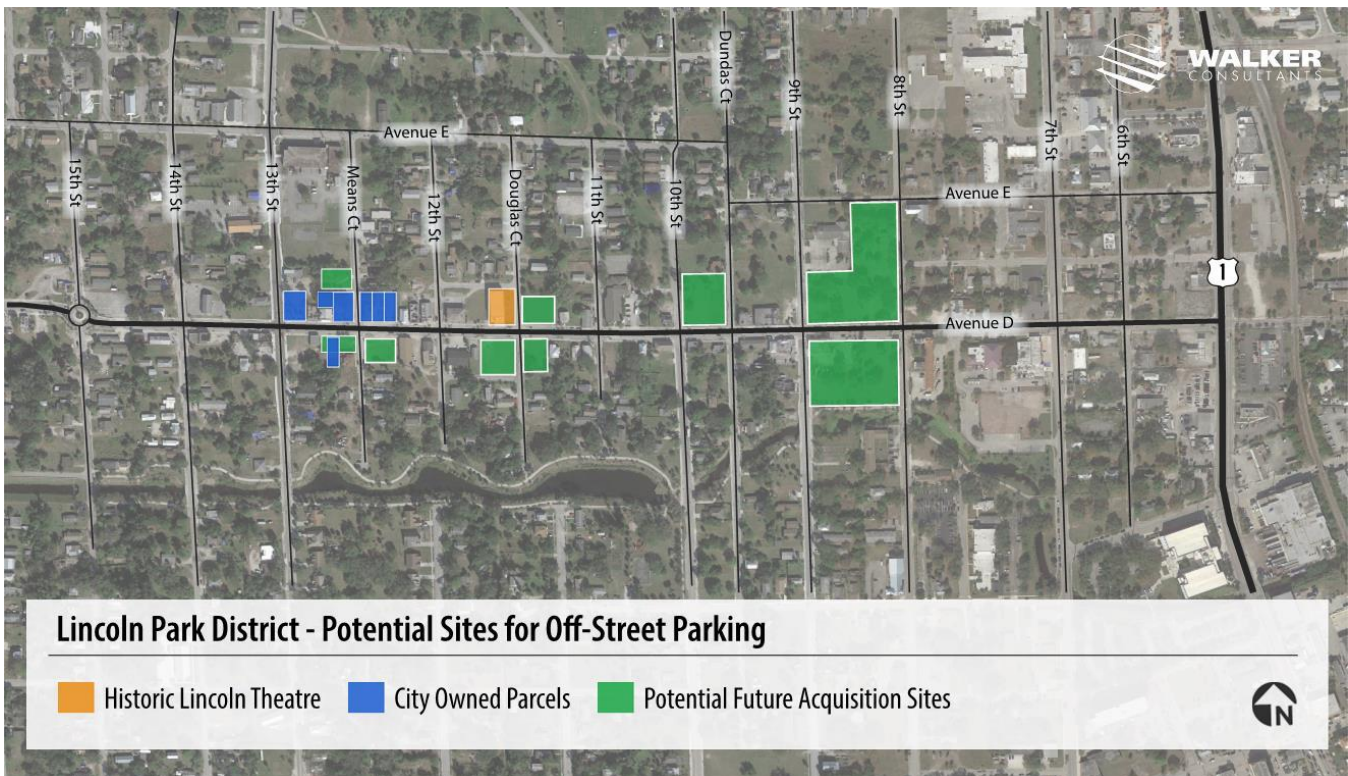 WALKER
CONSULTANTS
Dundas Ct
9th St
8th St
7th St
6th St
Avenue E
15th St
14th St
13th St
Means Ct
12th St
Douglas Ct
11th St
10th St
Avenue E
1
Avenue D
Lincoln Park District - Potential Sites for Off-Street Parking
Historic Lincoln Theatre
City Owned Parcels
Potential Future Acquisition Sites
N